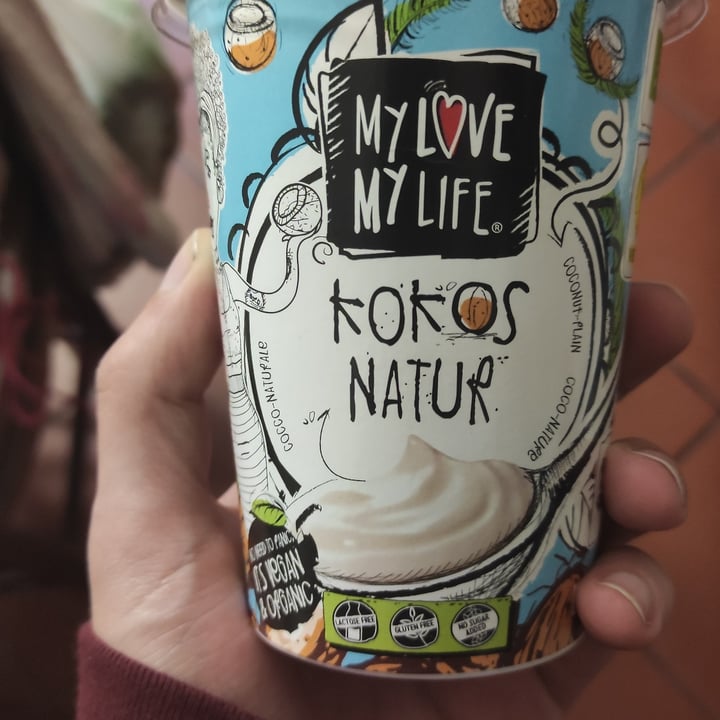 MY LOVE
MY LIFE®
KOKOS
NATUR
COCONUT-PLAIN
COCO-NATURE
COCCO-NATURALE
NEED TO PANIC,
IT'S VEGAN
& ORGANIC
LACTOSE FREE
GLUTEN FREE
NO SUGAR
ADDED